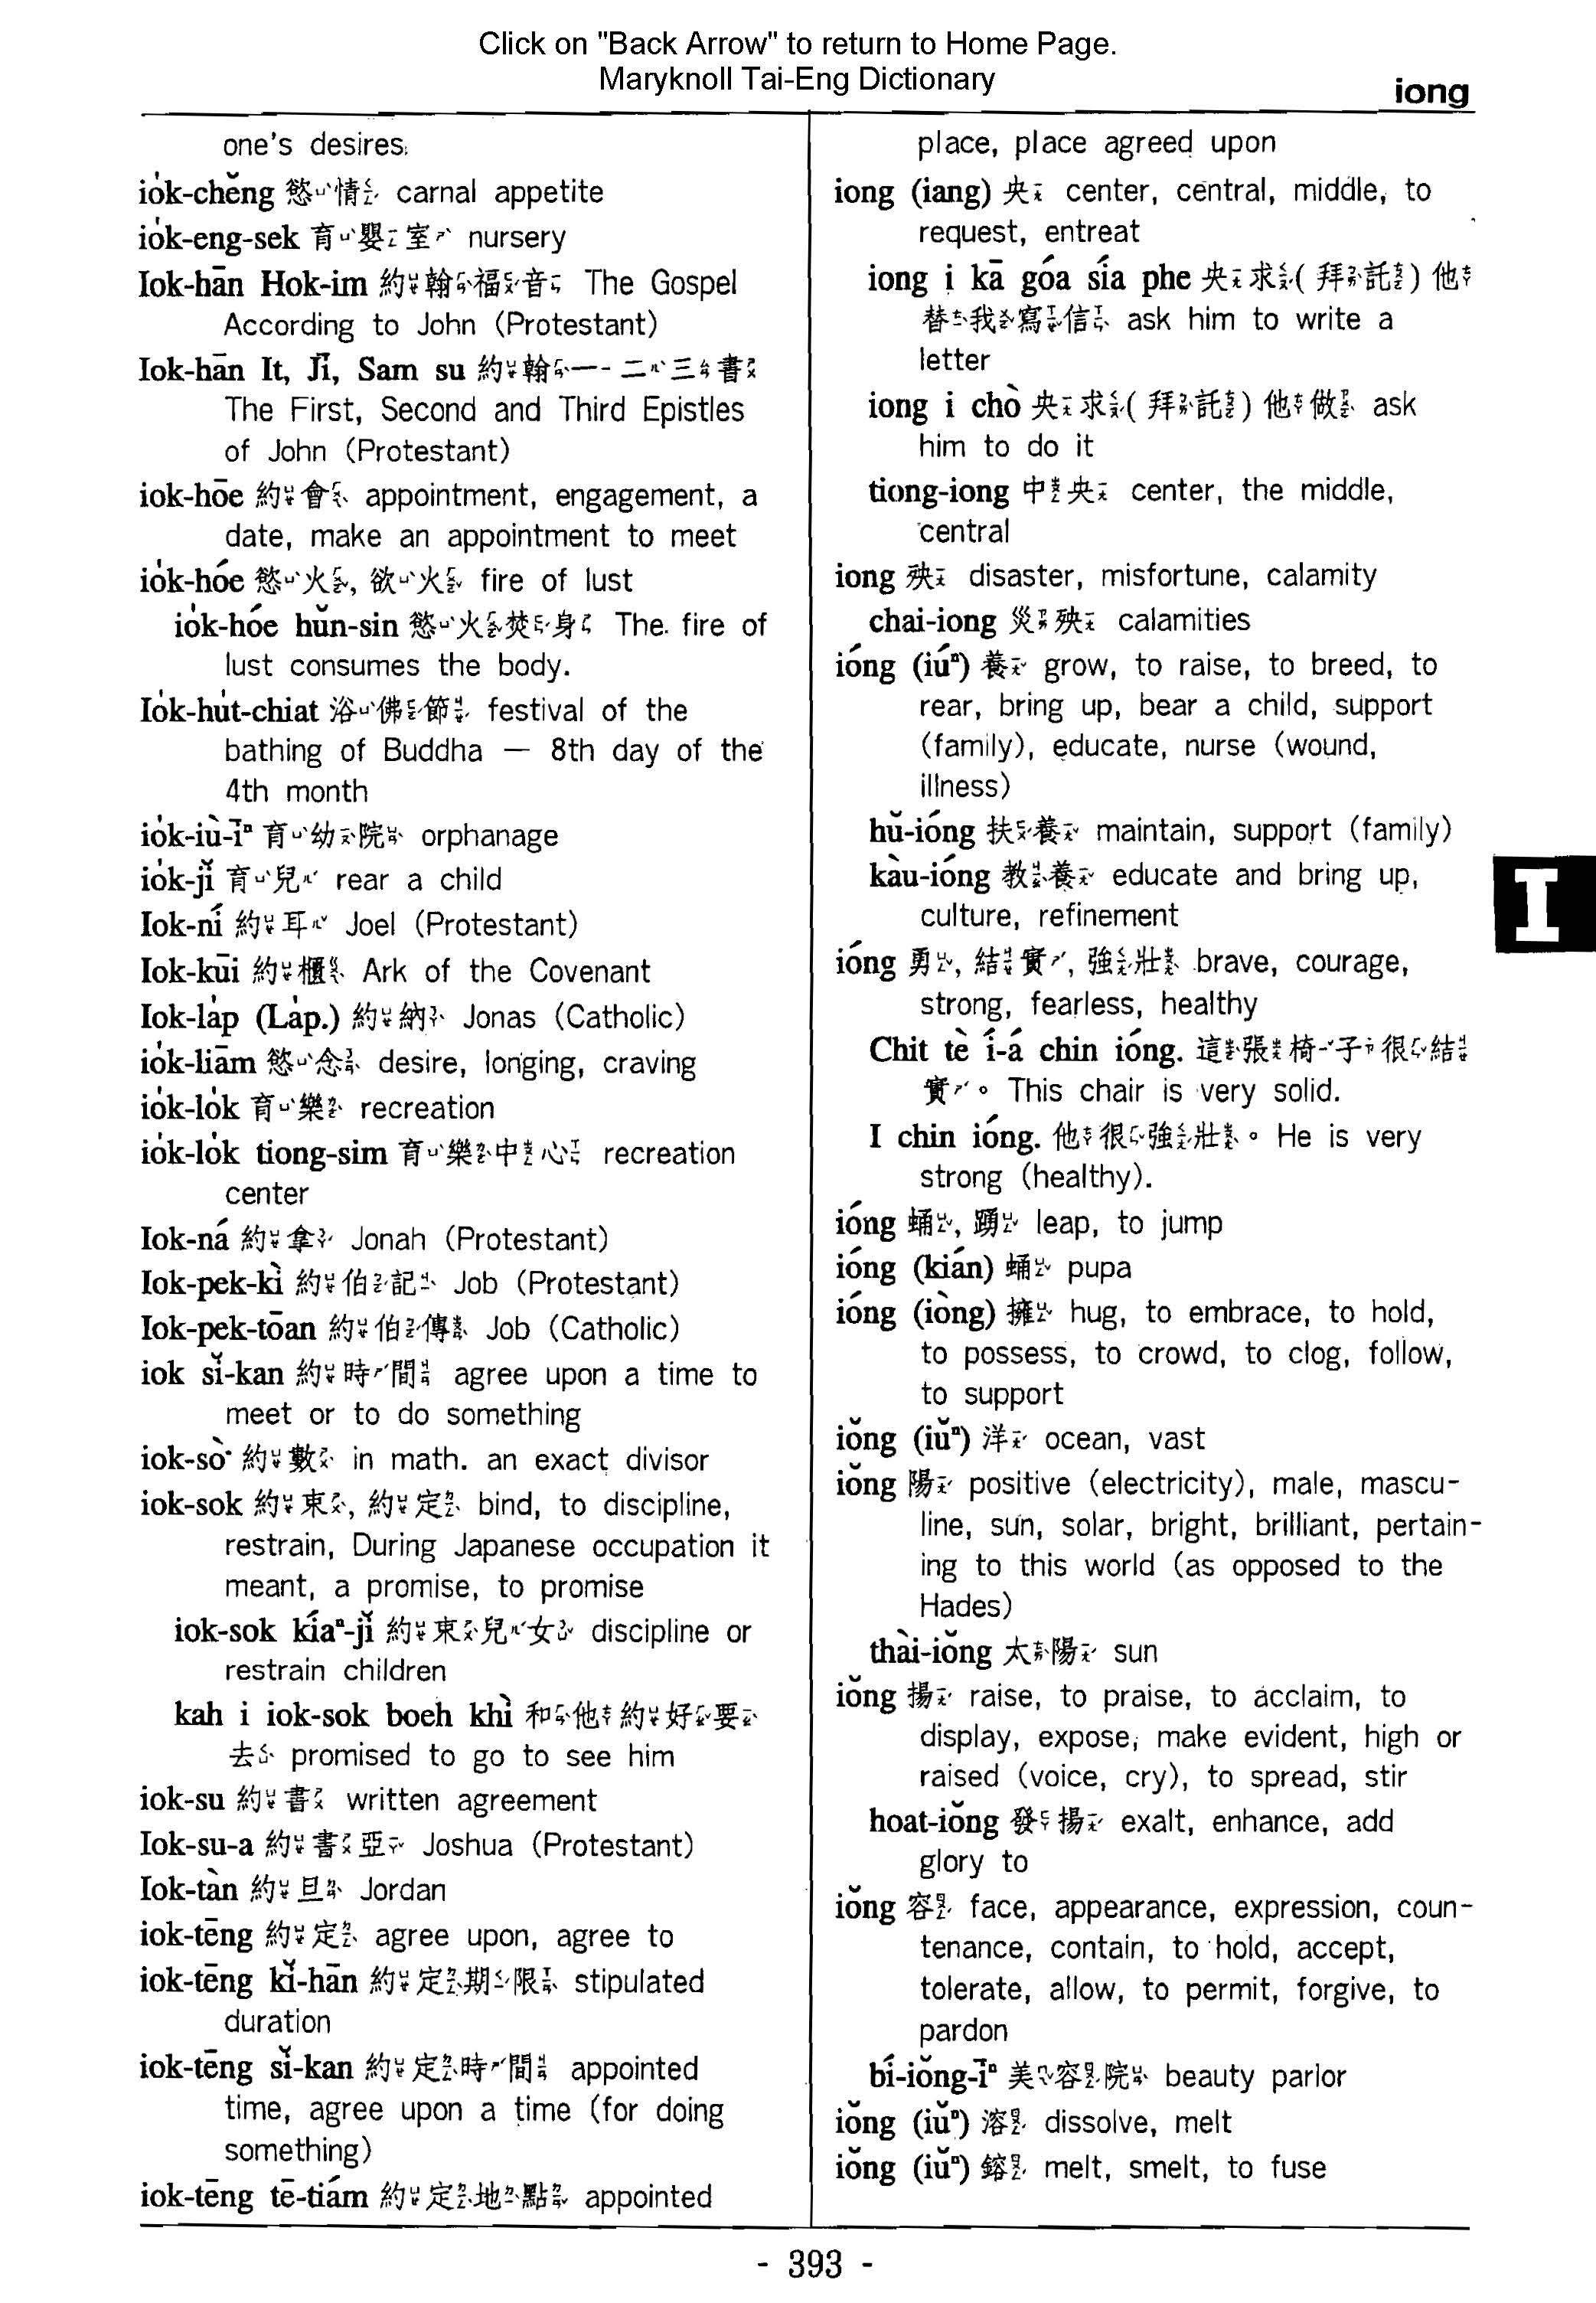 Click on "Back Arrow" to return to Home Page.
Maryknoll Tai-Eng Dictionary
iong
one's desires.
io̍k-chĕng 慾情 carnal appetite
io̍k-eng-sek 育嬰室 nursery
Iok-hān Hok-im 約翰福音 The Gospel
According to John (Protestant)
Iok-hān It, Jī, Sam su 約翰一二三書
The First, Second and Third Epistles
of John (Protestant)
iok-hōe 約會 appointment, engagement, a
date, make an appointment to meet
io̍k-hóe 慾火, 欲火 fire of lust
io̍k-hóe hŭn-sin 慾火焚身 The fire of
lust consumes the body.
Io̍k-hu̍t-chiat 浴佛節 festival of the
bathing of Buddha — 8th day of the
4th month
io̍k-iù-īⁿ 育幼院 orphanage
io̍k-jĭ 育兒 rear a child
Iok-ní 約耳 Joel (Protestant)
Iok-kūi 約櫃 Ark of the Covenant
Iok-la̍p (La̍p.) 約納 Jonas (Catholic)
io̍k-liām 慾念 desire, longing, craving
io̍k-lo̍k 育樂 recreation
io̍k-lo̍k tiong-sim 育樂中心 recreation
center
Iok-ná 約拿 Jonah (Protestant)
Iok-pek-kì 約伯記 Job (Protestant)
Iok-pek-tōan 約伯傳 Job (Catholic)
iok sĭ-kan 約時間 agree upon a time to
meet or to do something
iok-sò͘ 約數 in math. an exact divisor
iok-sok 約束, 約定 bind, to discipline,
restrain, During Japanese occupation it
meant, a promise, to promise
iok-sok kíaⁿ-jĭ 約束兒女 discipline or
restrain children
kah i iok-sok boeh khì 和他約好要
去 promised to go to see him
iok-su 約書 written agreement
Iok-su-a 約書亞 Joshua (Protestant)
Iok-tàn 約旦 Jordan
iok-tēng 約定 agree upon, agree to
iok-tēng kĭ-hān 約定期限 stipulated
duration
iok-tēng sĭ-kan 約定時間 appointed
time, agree upon a time (for doing
something)
iok-tēng tē-tiám 約定地點 appointed
place, place agreed upon
iong (iang) 央 center, central, middle, to
request, entreat
iong i kā góa sía phe 央求(拜託)他
替我寫信 ask him to write a
letter
iong i chò 央求(拜託)他做 ask
him to do it
tiong-iong 中央 center, the middle,
central
iong 殃 disaster, misfortune, calamity
chai-iong 災殃 calamities
ióng (iúⁿ) 養 grow, to raise, to breed, to
rear, bring up, bear a child, support
(family), educate, nurse (wound,
illness)
hŭ-ióng 扶養 maintain, support (family)
kàu-ióng 教養 educate and bring up,
culture, refinement
ióng 勇, 結實, 強壯 brave, courage,
strong, fearless, healthy
Chit tè í-á chin ióng. 這張椅子很結
實。 This chair is very solid.
I chin ióng. 他很強壯。 He is very
strong (healthy).
ióng 蛹, 踴 leap, to jump
ióng (kián) 蛹 pupa
ióng (iòng) 擁 hug, to embrace, to hold,
to possess, to crowd, to clog, follow,
to support
iŏng (iŭⁿ) 洋 ocean, vast
iŏng 陽 positive (electricity), male, mascu-
line, sun, solar, bright, brilliant, pertain-
ing to this world (as opposed to the
Hades)
thài-iŏng 太陽 sun
iŏng 揚 raise, to praise, to acclaim, to
display, expose, make evident, high or
raised (voice, cry), to spread, stir
hoat-iŏng 發揚 exalt, enhance, add
glory to
iŏng 容 face, appearance, expression, coun-
tenance, contain, to hold, accept,
tolerate, allow, to permit, forgive, to
pardon
bí-iŏng-īⁿ 美容院 beauty parlor
iŏng (iŭⁿ) 溶 dissolve, melt
iŏng (iŭⁿ) 鎔 melt, smelt, to fuse
I
- 393 -